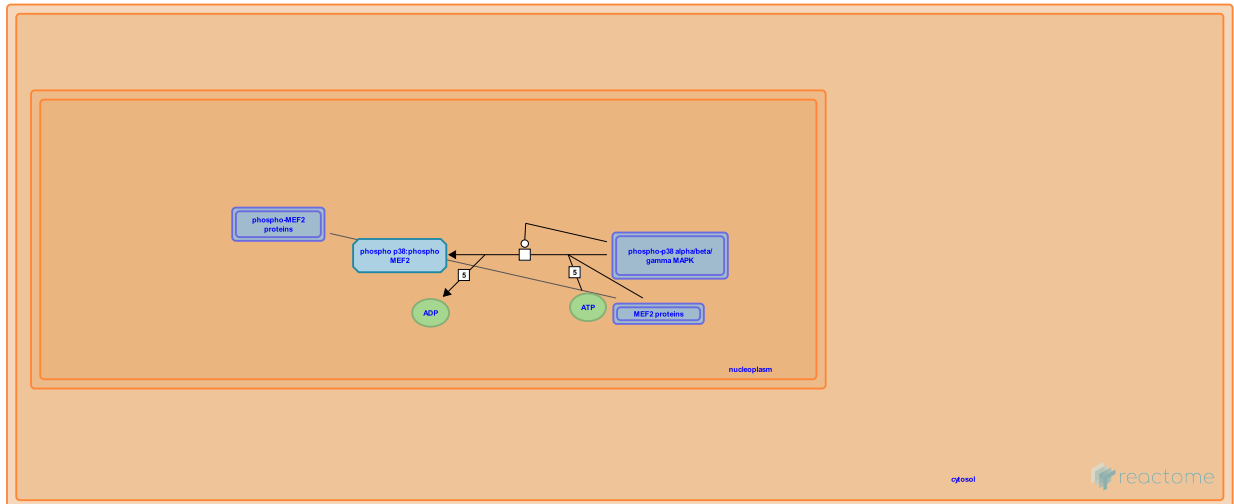 phospho-MEF2
proteins
phospho p38:phospho
MEF2
phospho-p38 alpha/beta/
gamma MAPK
5
5
ADP
ATP
MEF2 proteins
nucleoplasm
cytosol
reactome